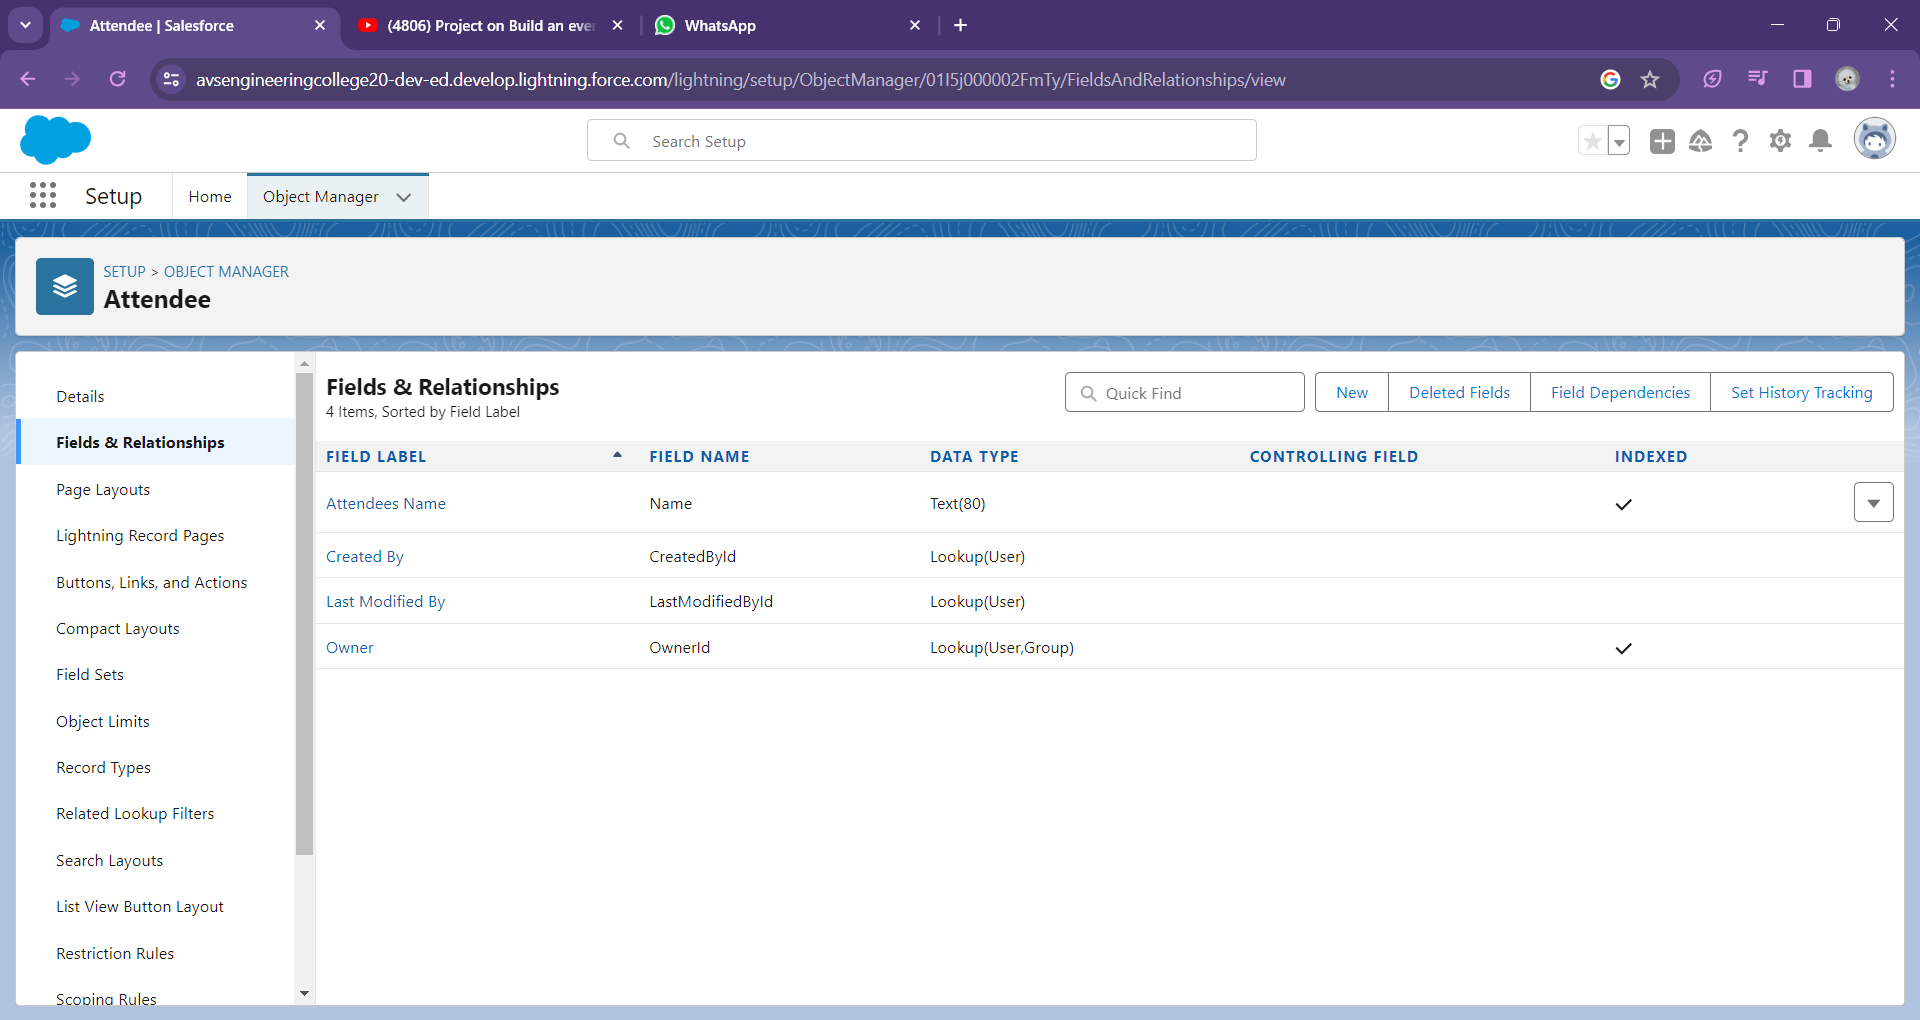 Attendee | Salesforce
(4806) Project on Build an eve
WhatsApp
avsengineeringcollege20-dev-ed.develop.lightning.force.com/lightning/setup/ObjectManager/01I5j000002FmTy/FieldsAndRelationships/view
Search Setup
Setup
Home
Object Manager
SETUP > OBJECT MANAGER
Attendee
Details
Fields & Relationships
Page Layouts
Lightning Record Pages
Buttons, Links, and Actions
Compact Layouts
Field Sets
Object Limits
Record Types
Related Lookup Filters
Search Layouts
List View Button Layout
Restriction Rules
Scoping Rules
Fields & Relationships
4 Items, Sorted by Field Label
Quick Find
New
Deleted Fields
Field Dependencies
Set History Tracking
FIELD LABEL FIELD NAME DATA TYPE CONTROLLING FIELD INDEXED
Attendees Name Name Text(80)
Created By CreatedById Lookup(User)
Last Modified By LastModifiedById Lookup(User)
Owner OwnerId Lookup(User,Group)